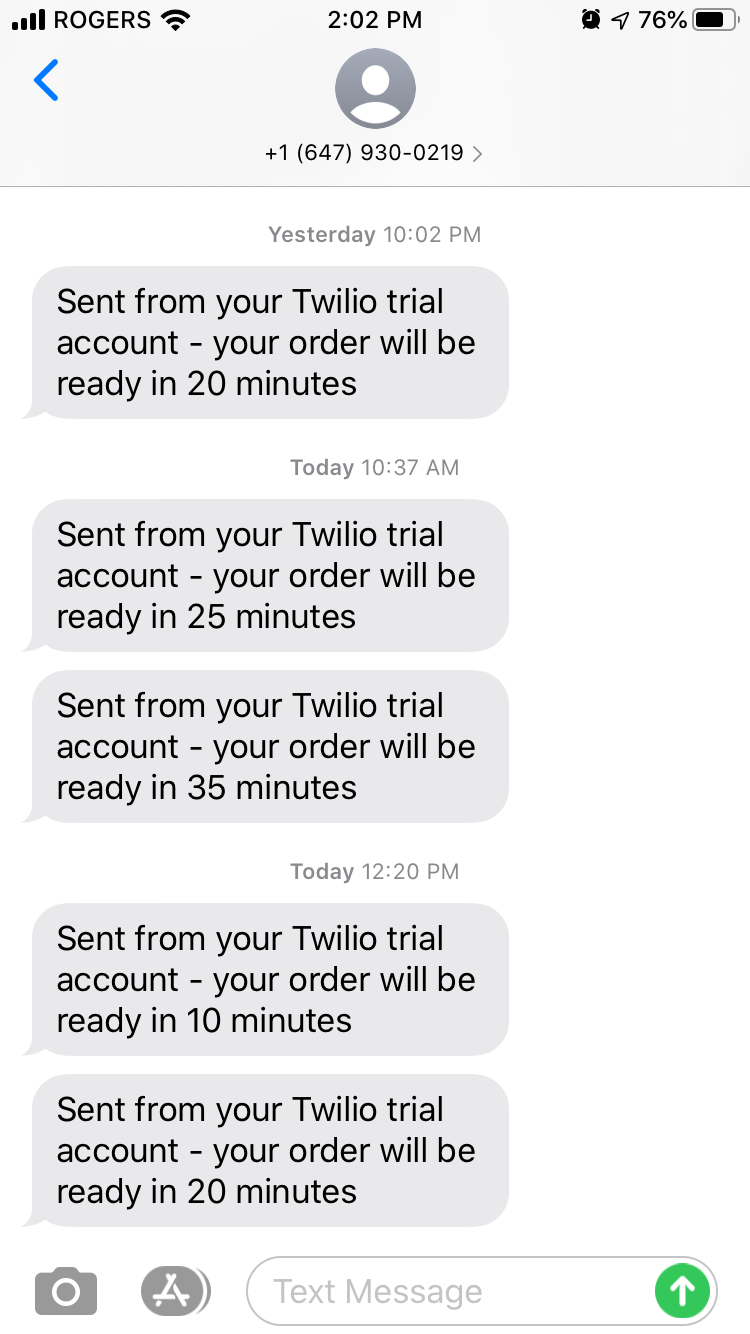 ROGERS 2:02 PM 76%
+1 (647) 930-0219
Yesterday 10:02 PM
Sent from your Twilio trial
account - your order will be
ready in 20 minutes
Today 10:37 AM
Sent from your Twilio trial
account - your order will be
ready in 25 minutes
Sent from your Twilio trial
account - your order will be
ready in 35 minutes
Today 12:20 PM
Sent from your Twilio trial
account - your order will be
ready in 10 minutes
Sent from your Twilio trial
account - your order will be
ready in 20 minutes
Text Message